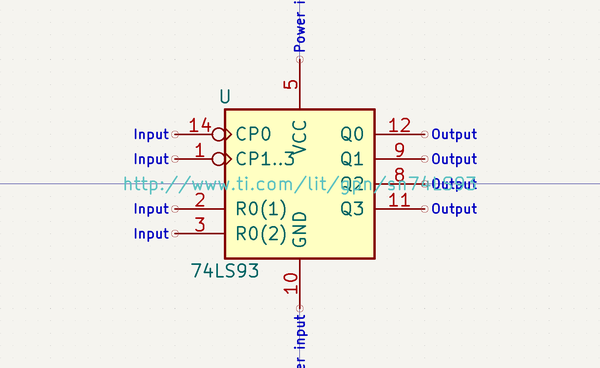 Power i
5
U
Input 14 CP0 VCC Q0 12 Output
Input 1 CP1..3 Q1 9 Output
http://www.ti.com/lit/gpn/sn74LS93 Q2 8 Output
Input 2 R0(1) Q3 11 Output
Input 3 R0(2) GND
74LS93
10
er input